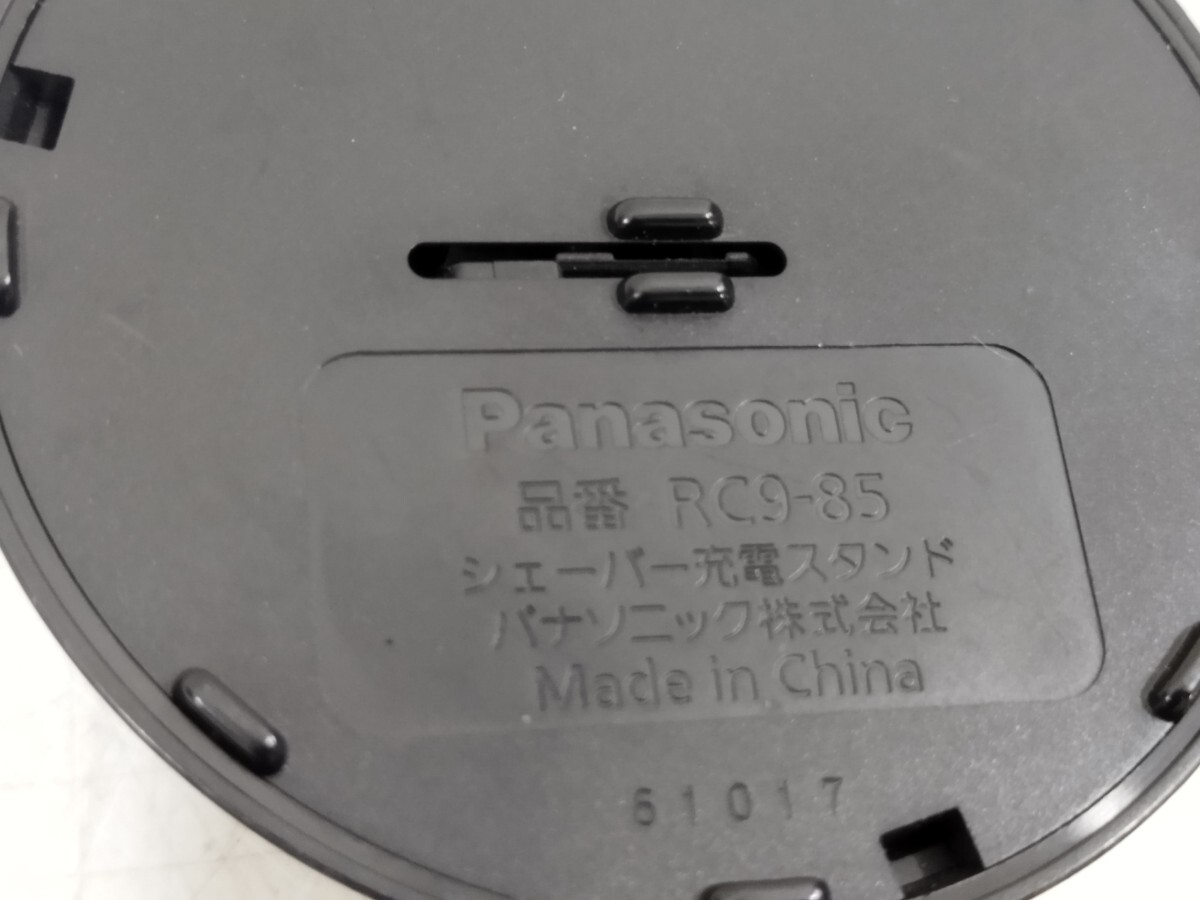 Panasonic
品番 RC9-85
シェーバー充電スタンド
パナソニック株式会社
Made in China
61017